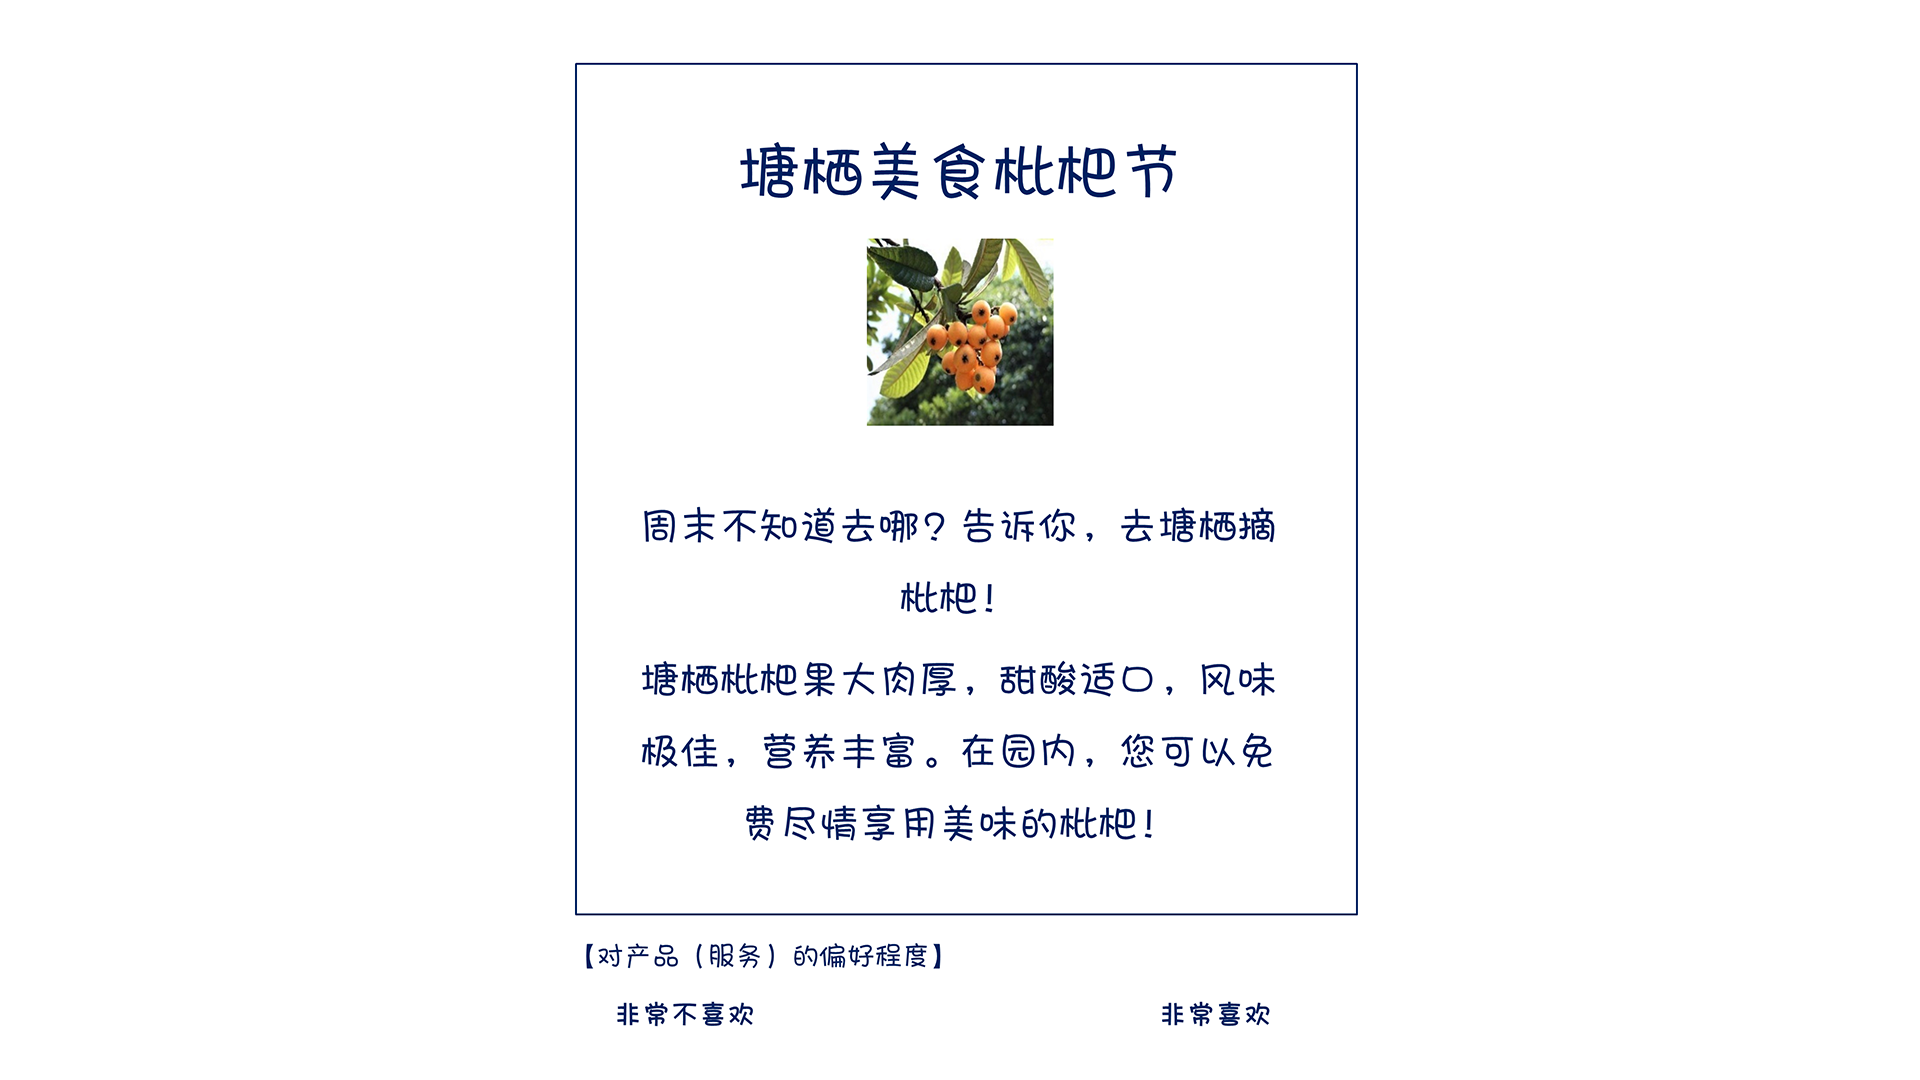 塘栖美食枇杷节
周末不知道去哪？告诉你，去塘栖摘
枇杷！
塘栖枇杷果大肉厚，甜酸适口，风味
极佳，营养丰富。在园内，您可以免
费尽情享用美味的枇杷！
【对产品（服务）的偏好程度】
非常不喜欢
非常喜欢